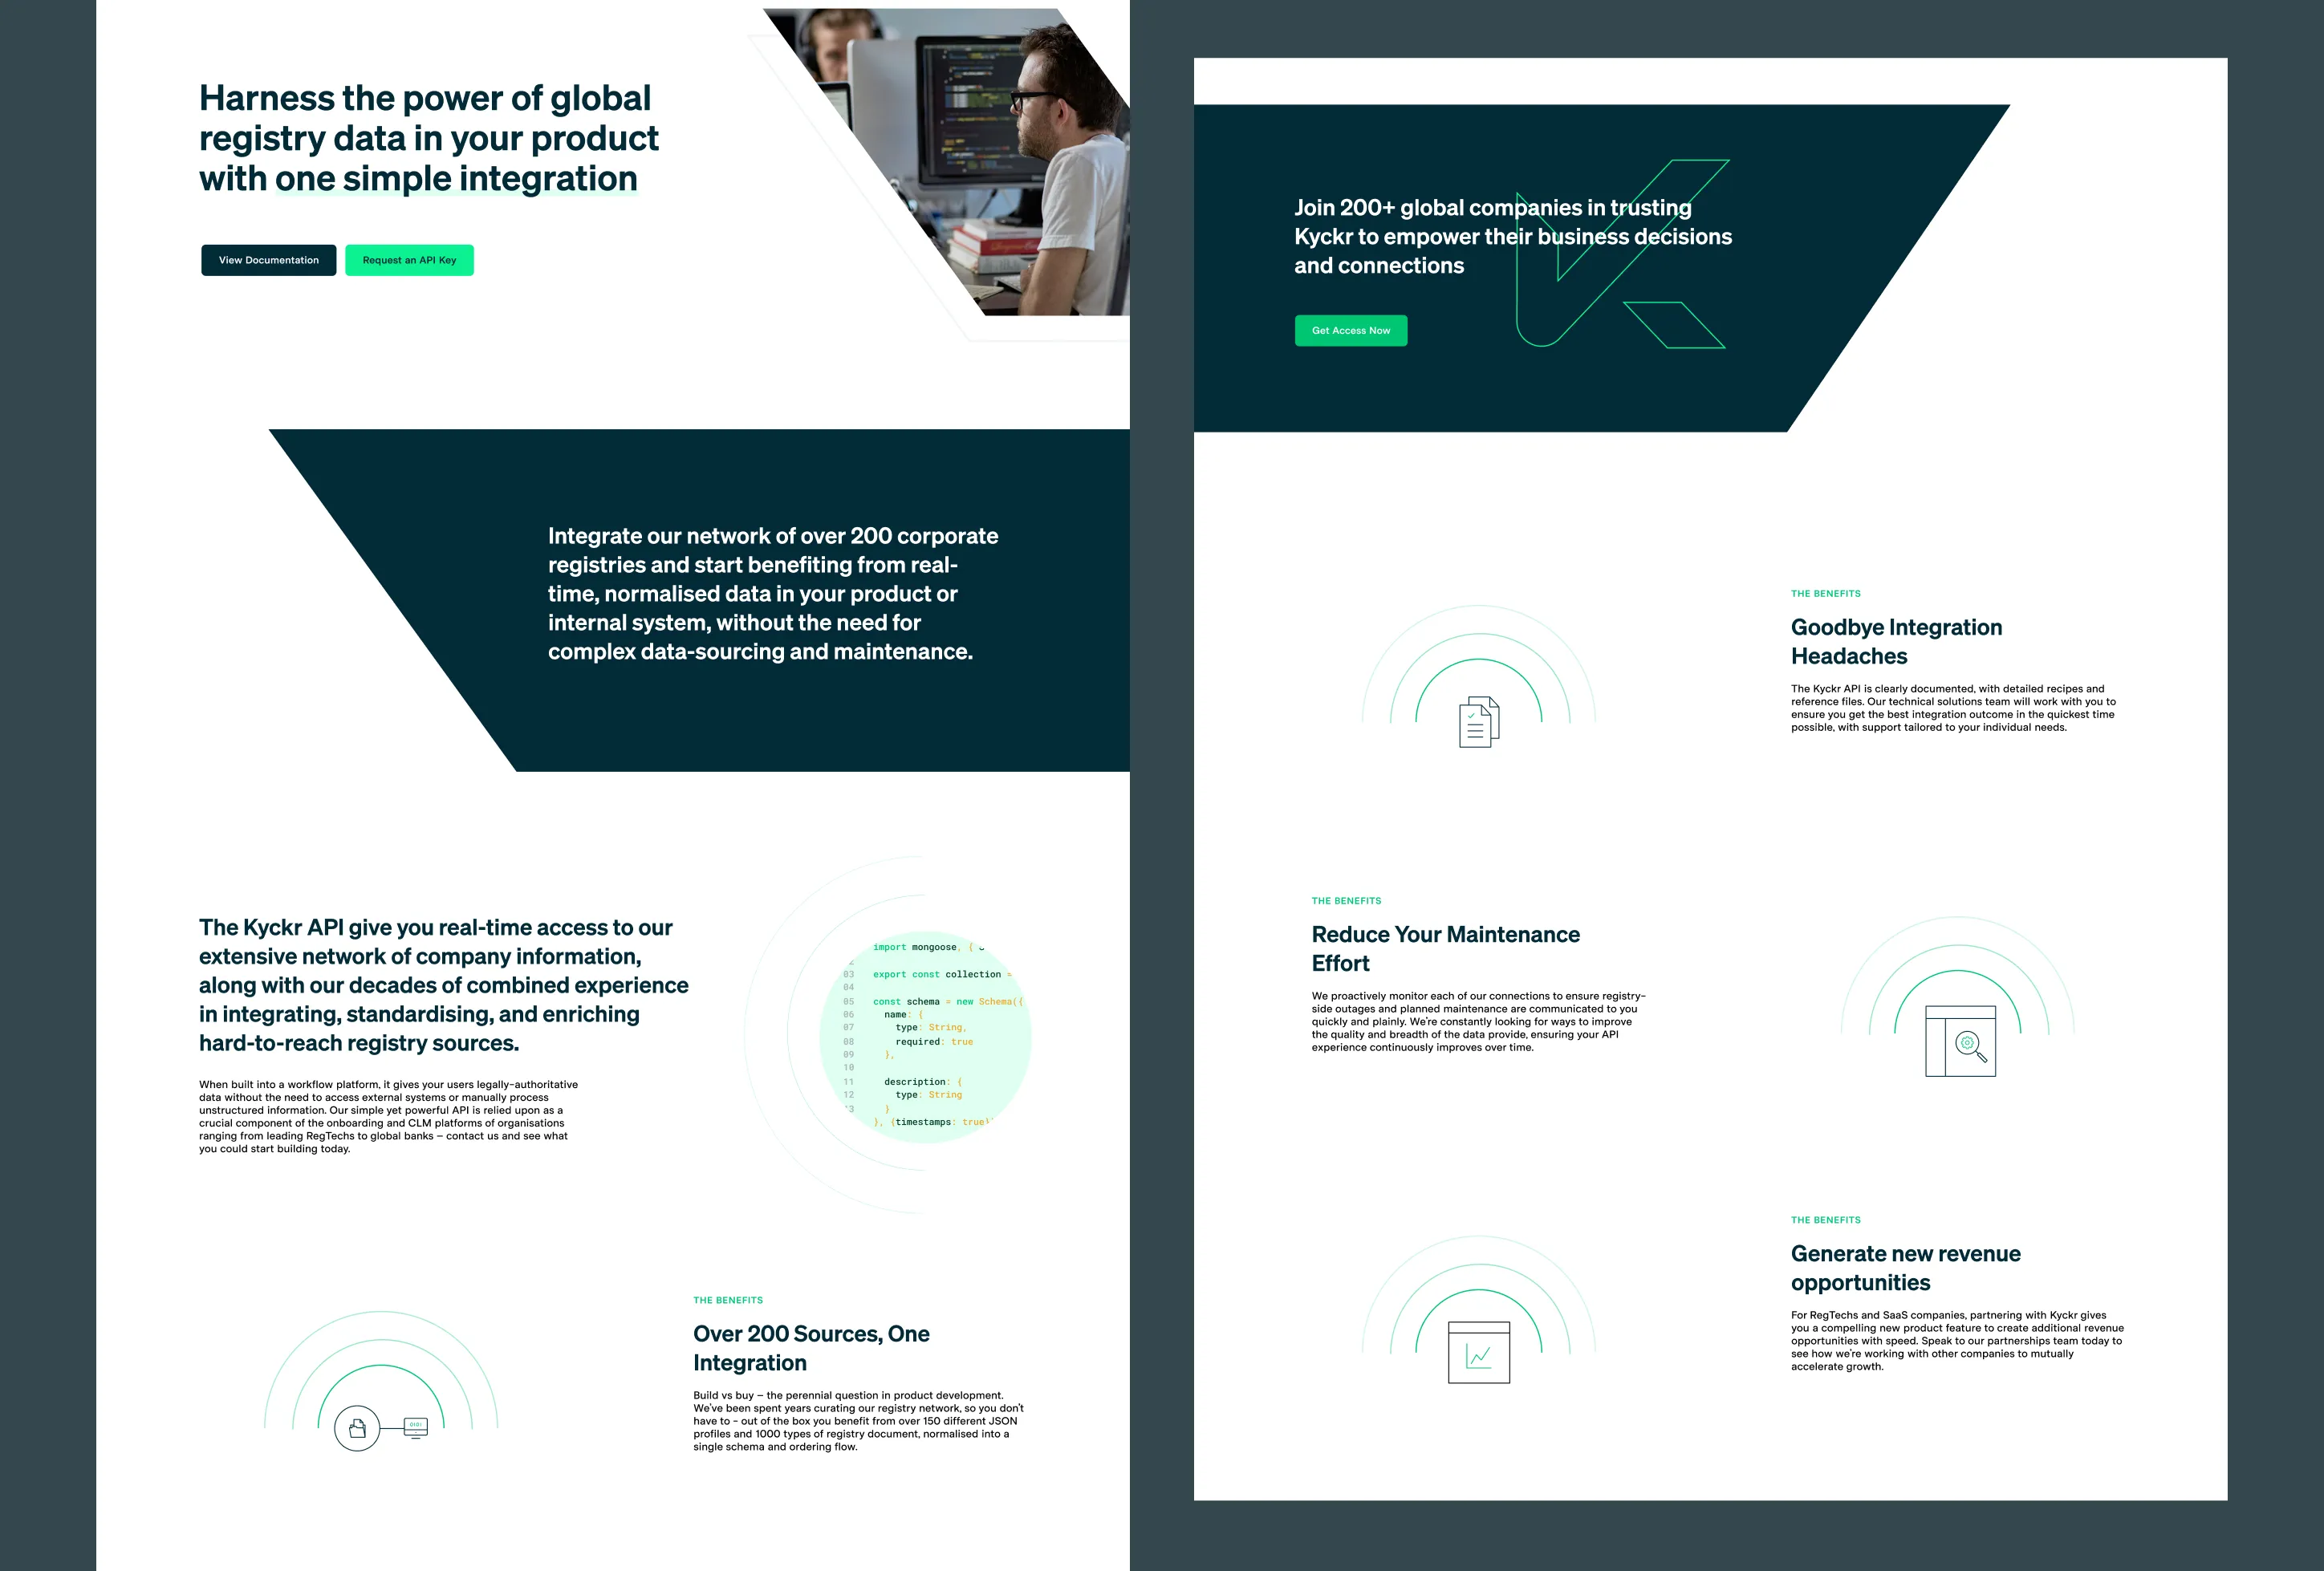 Harness the power of global
registry data in your product
with one simple integration
View Documentation
Request an API Key
Integrate our network of over 200 corporate
registries and start benefiting from real-
time, normalised data in your product or
internal system, without the need for
complex data-sourcing and maintenance.
The Kyckr API give you real-time access to our
extensive network of company information,
along with our decades of combined experience
in integrating, standardising, and enriching
hard-to-reach registry sources.
When built into a workflow platform, it gives your users legally-authoritative
data without the need to access external systems or manually process
unstructured information. Our simple yet powerful API is relied upon as a
crucial component of the onboarding and CLM platforms of organisations
ranging from leading RegTechs to global banks – contact us and see what
you could start building today.
import mongoose, {
03 export const collection =
04
05 const schema = new Schema({
06 name: {
07 type: String,
08 required: true
09 },
10
11 description: {
12 type: String
13 }
}, {timestamps: true}
THE BENEFITS
Over 200 Sources, One
Integration
Build vs buy – the perennial question in product development.
We've been spent years curating our registry network, so you don't
have to - out of the box you benefit from over 150 different JSON
profiles and 1000 types of registry document, normalised into a
single schema and ordering flow.
0101
Join 200+ global companies in trusting
Kyckr to empower their business decisions
and connections
Get Access Now
THE BENEFITS
Goodbye Integration
Headaches
The Kyckr API is clearly documented, with detailed recipes and
reference files. Our technical solutions team will work with you to
ensure you get the best integration outcome in the quickest time
possible, with support tailored to your individual needs.
THE BENEFITS
Reduce Your Maintenance
Effort
We proactively monitor each of our connections to ensure registry-
side outages and planned maintenance are communicated to you
quickly and plainly. We're constantly looking for ways to improve
the quality and breadth of the data provide, ensuring your API
experience continuously improves over time.
THE BENEFITS
Generate new revenue
opportunities
For RegTechs and SaaS companies, partnering with Kyckr gives
you a compelling new product feature to create additional revenue
opportunities with speed. Speak to our partnerships team today to
see how we're working with other companies to mutually
accelerate growth.